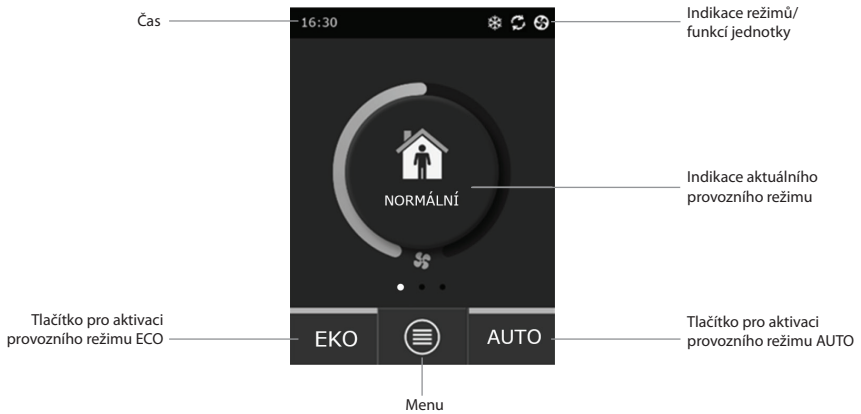 Čas
16:30
Indikace režimů/
funkcí jednotky
NORMÁLNÍ
Indikace aktuálního
provozního režimu
Tlačítko pro aktivaci
provozního režimu ECO
EKO
AUTO
Tlačítko pro aktivaci
provozního režimu AUTO
Menu